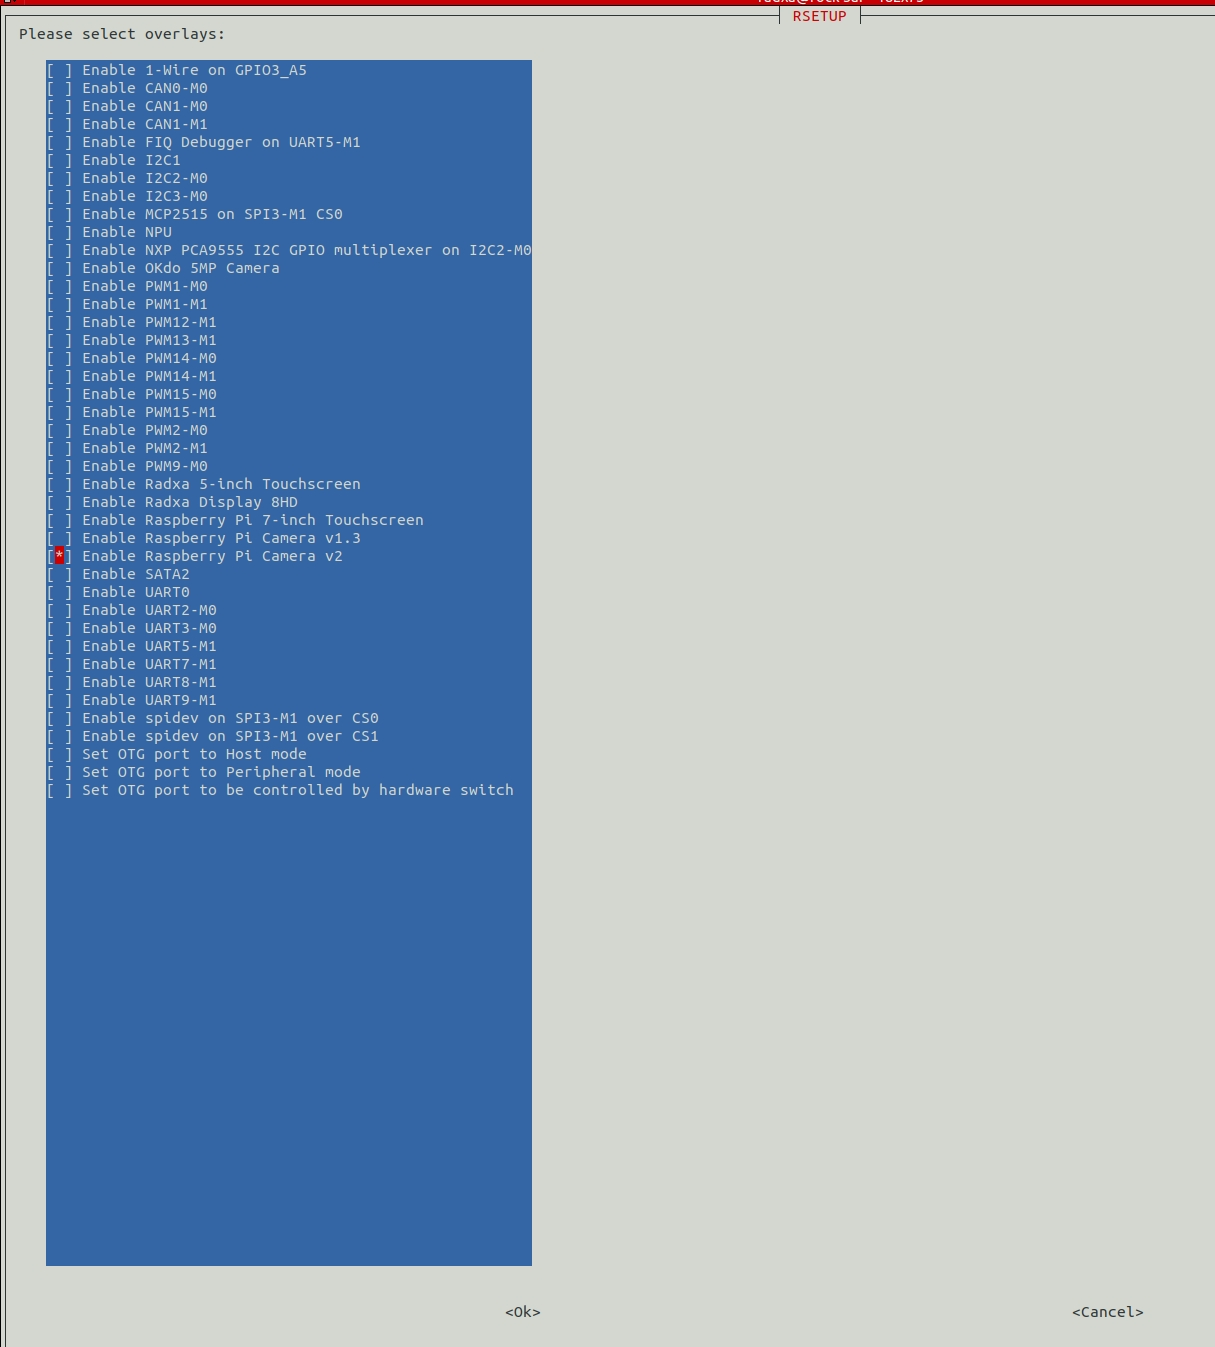 RSETUP
Please select overlays:
[ ] Enable 1-Wire on GPIO3_A5
[ ] Enable CAN0-M0
[ ] Enable CAN1-M0
[ ] Enable CAN1-M1
[ ] Enable FIQ Debugger on UART5-M1
[ ] Enable I2C1
[ ] Enable I2C2-M0
[ ] Enable I2C3-M0
[ ] Enable MCP2515 on SPI3-M1 CS0
[ ] Enable NPU
[ ] Enable NXP PCA9555 I2C GPIO multiplexer on I2C2-M0
[ ] Enable OKdo 5MP Camera
[ ] Enable PWM1-M0
[ ] Enable PWM1-M1
[ ] Enable PWM12-M1
[ ] Enable PWM13-M1
[ ] Enable PWM14-M0
[ ] Enable PWM14-M1
[ ] Enable PWM15-M0
[ ] Enable PWM15-M1
[ ] Enable PWM2-M0
[ ] Enable PWM2-M1
[ ] Enable PWM9-M0
[ ] Enable Radxa 5-inch Touchscreen
[ ] Enable Radxa Display 8HD
[ ] Enable Raspberry Pi 7-inch Touchscreen
[ ] Enable Raspberry Pi Camera v1.3
[*] Enable Raspberry Pi Camera v2
[ ] Enable SATA2
[ ] Enable UART0
[ ] Enable UART2-M0
[ ] Enable UART3-M0
[ ] Enable UART5-M1
[ ] Enable UART7-M1
[ ] Enable UART8-M1
[ ] Enable UART9-M1
[ ] Enable spidev on SPI3-M1 over CS0
[ ] Enable spidev on SPI3-M1 over CS1
[ ] Set OTG port to Host mode
[ ] Set OTG port to Peripheral mode
[ ] Set OTG port to be controlled by hardware switch
<Ok> <Cancel>